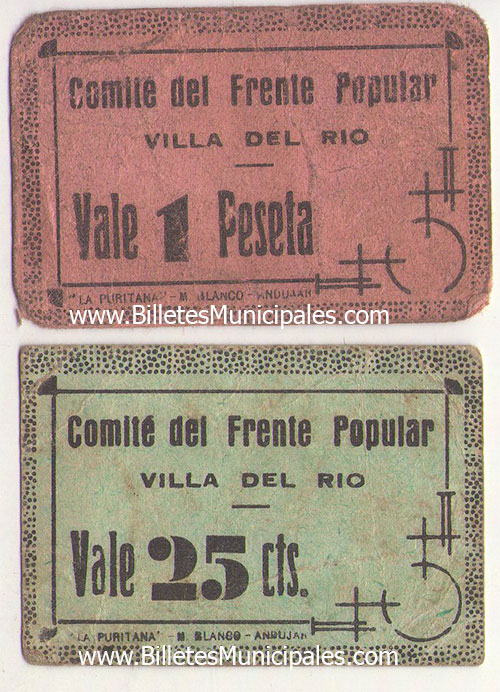 Comité del Frente Popular
VILLA DEL RIO
Vale 1 Peseta
"LA PURITANA" - M. BLANCO - ANDUJAR
www.BilletesMunicipales.com
Comité del Frente Popular
VILLA DEL RIO
Vale 25 cts.
"LA PURITANA" - M. BLANCO - ANDUJAR
www.BilletesMunicipales.com